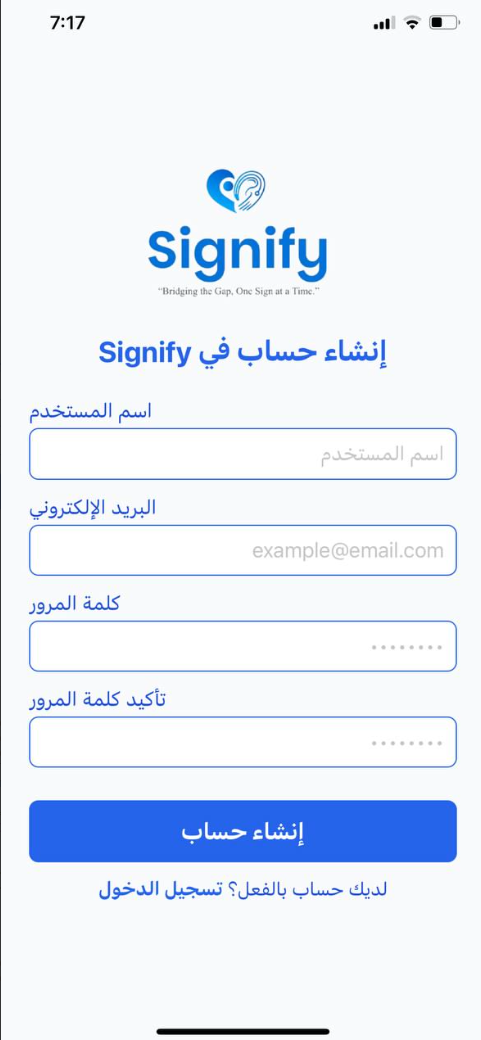 7:17
Signify
“Bridging the Gap, One Sign at a Time.”
إنشاء حساب في Signify
اسم المستخدم
اسم المستخدم
البريد الإلكتروني
example@email.com
كلمة المرور
••••••••
تأكيد كلمة المرور
••••••••
إنشاء حساب
لديك حساب بالفعل؟ تسجيل الدخول